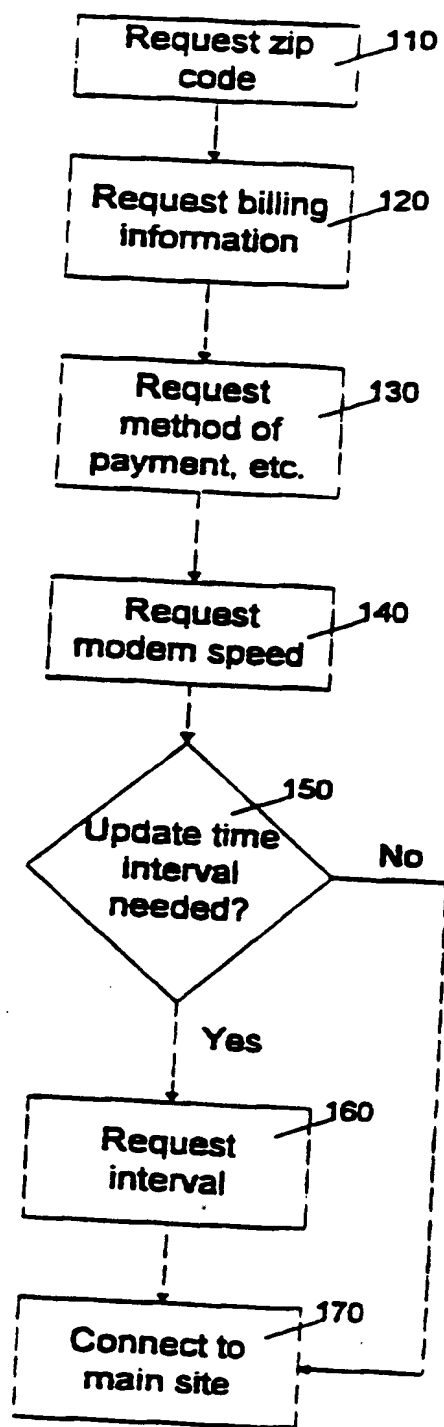 Request zip
code
110
Request billing
information
120
Request
method of
payment, etc.
130
Request
modem speed
140
Update time
interval
needed?
150
No
Yes
Request
interval
160
Connect to
main site
170